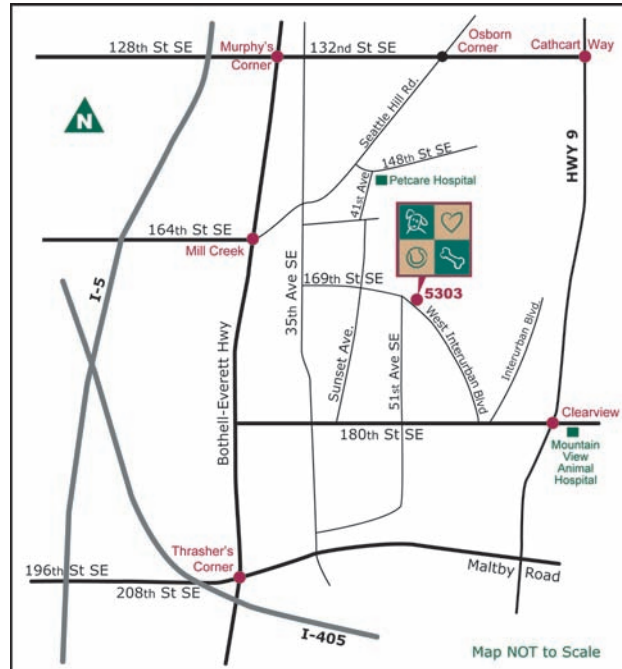 128th St SE
Murphy's
Corner
132nd St SE
Osborn
Corner
Cathcart
Way
N
Seattle Hill Rd.
148th St SE
Petcare Hospital
41st Ave
HWY 9
164th St SE
Mill Creek
I-5
35th Ave SE
169th St SE
5303
West Interurban Blvd
Interurban Blvd.
Sunset Ave.
51st Ave SE
Bothell-Everett Hwy
180th St SE
Clearview
Mountain
View
Animal
Hospital
Thrasher's
Corner
196th St SE
208th St SE
Maltby Road
I-405
Map NOT to Scale